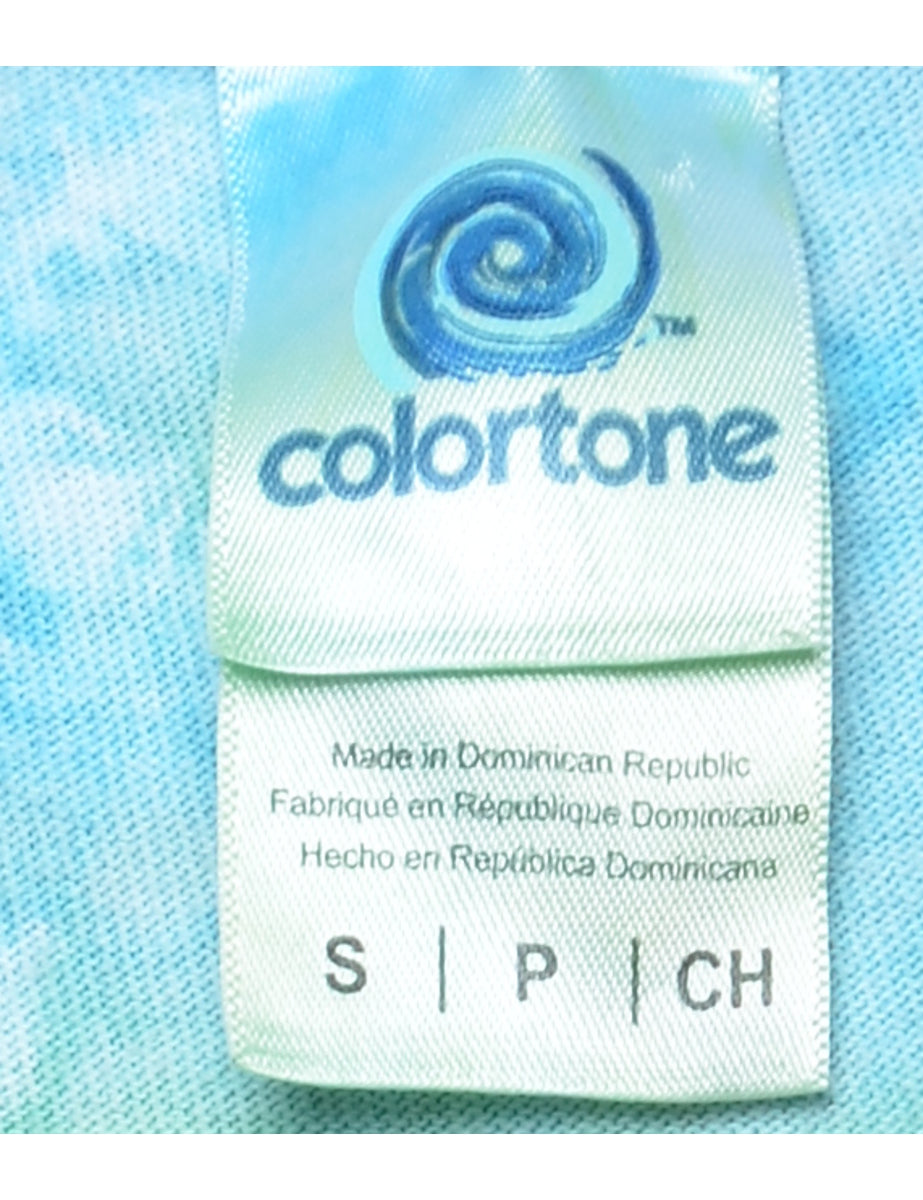 TM
colortone
Made in Dominican Republic
Fabriqué en République Dominicaine
Hecho en República Dominicana
S | P | CH